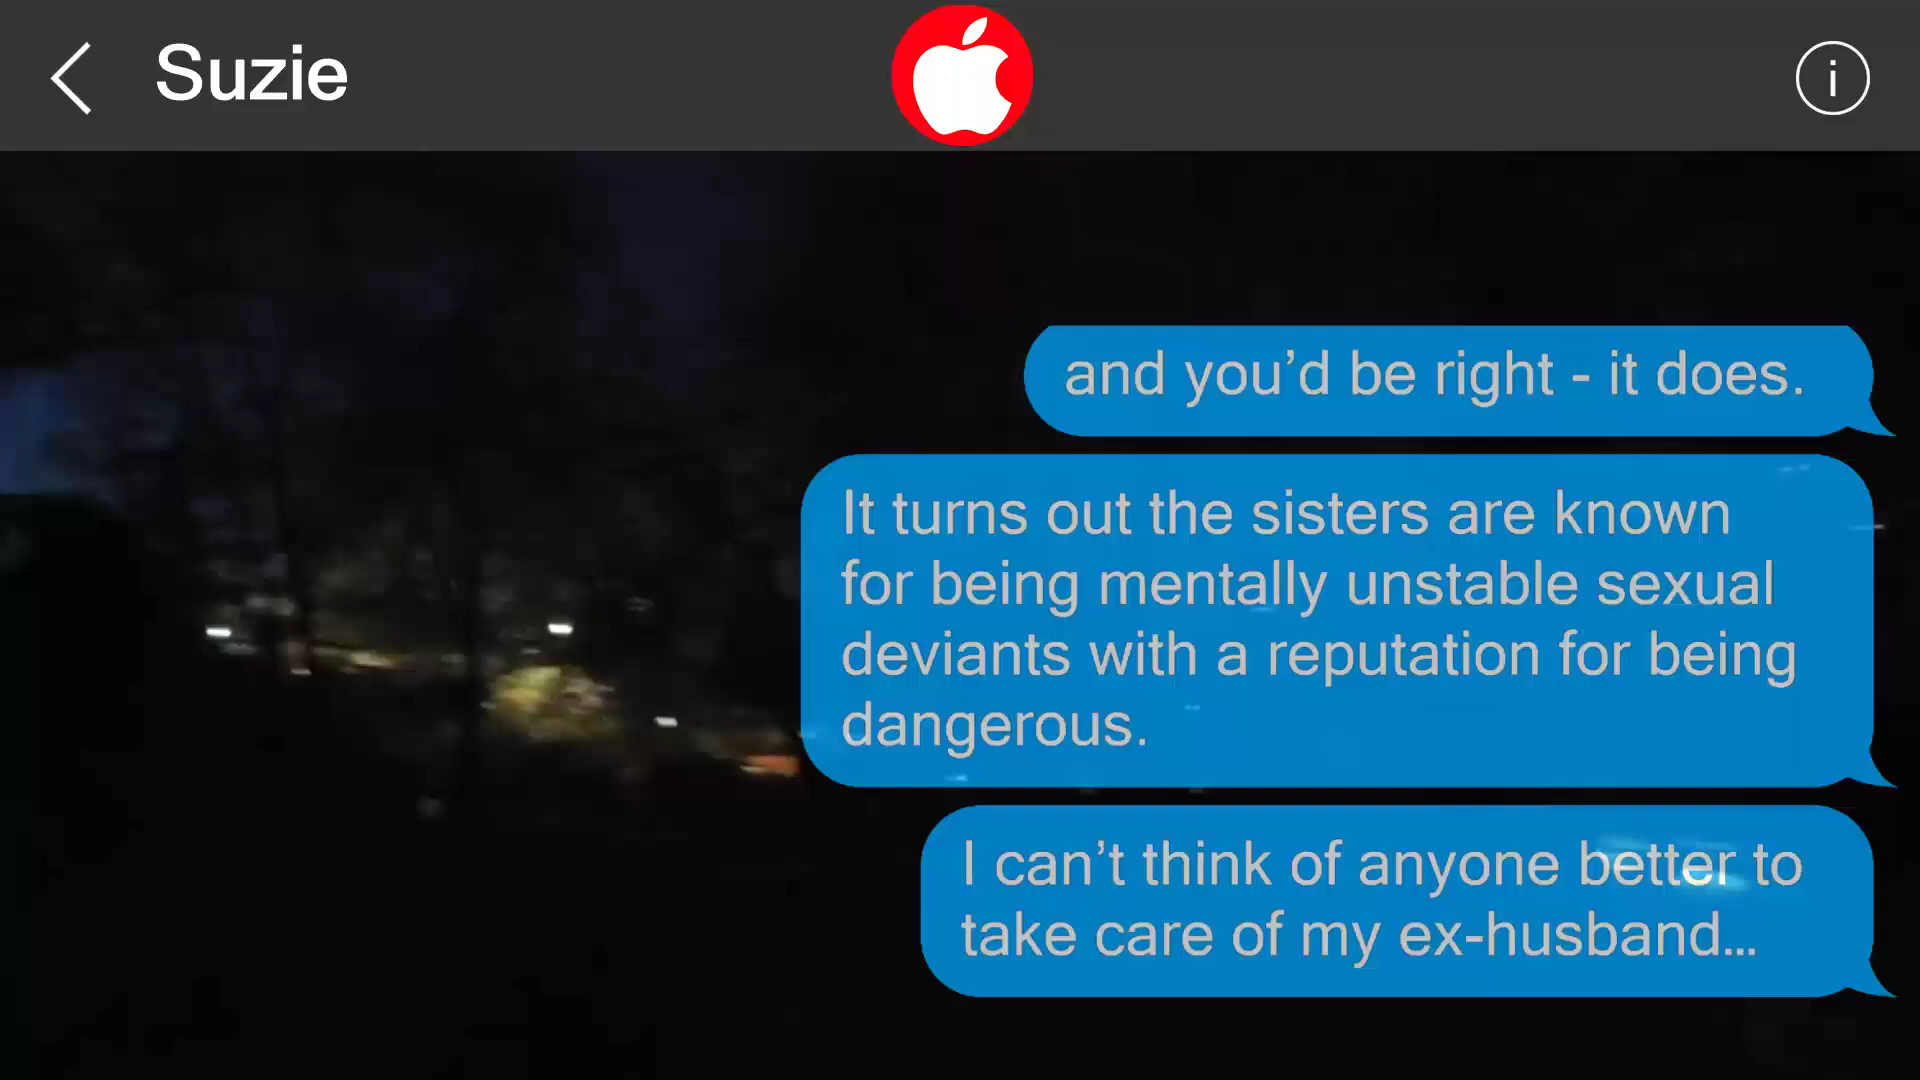 Suzie
i
and you’d be right - it does.
It turns out the sisters are known
for being mentally unstable sexual
deviants with a reputation for being
dangerous.
I can’t think of anyone better to
take care of my ex-husband...